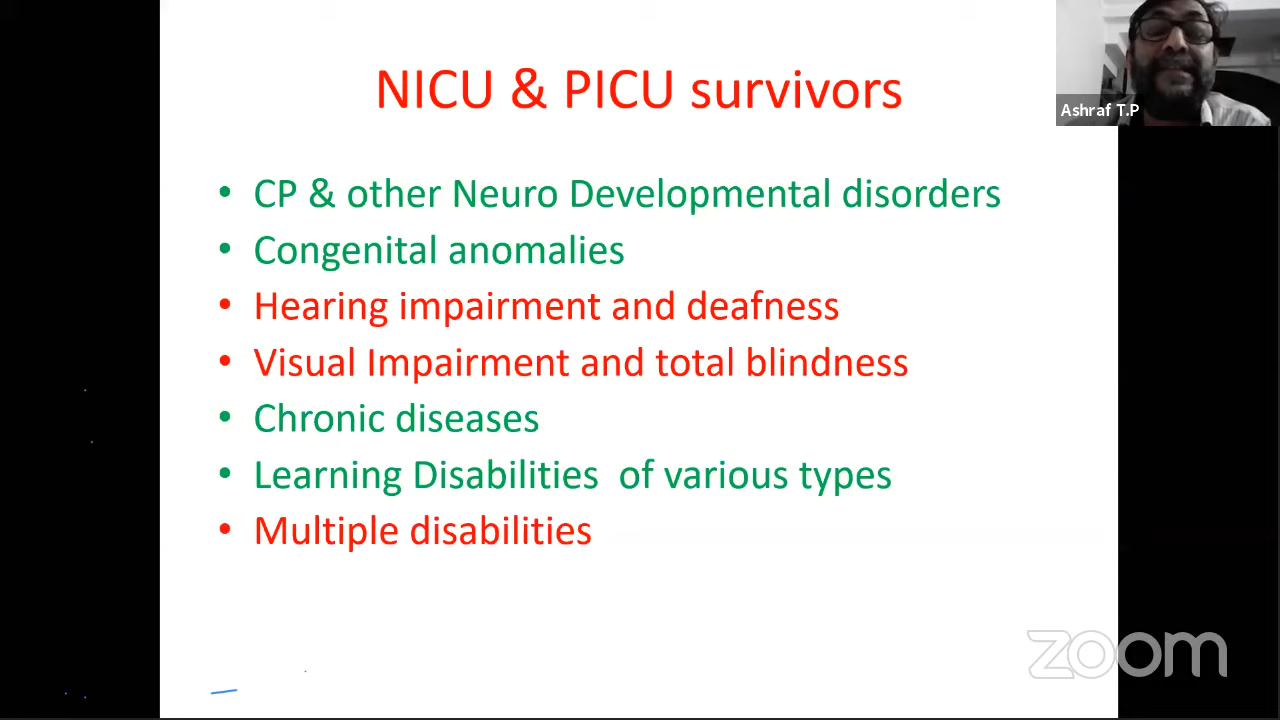 NICU & PICU survivors
Ashraf T.P
• CP & other Neuro Developmental disorders
• Congenital anomalies
• Hearing impairment and deafness
• Visual Impairment and total blindness
• Chronic diseases
• Learning Disabilities of various types
• Multiple disabilities
zoom